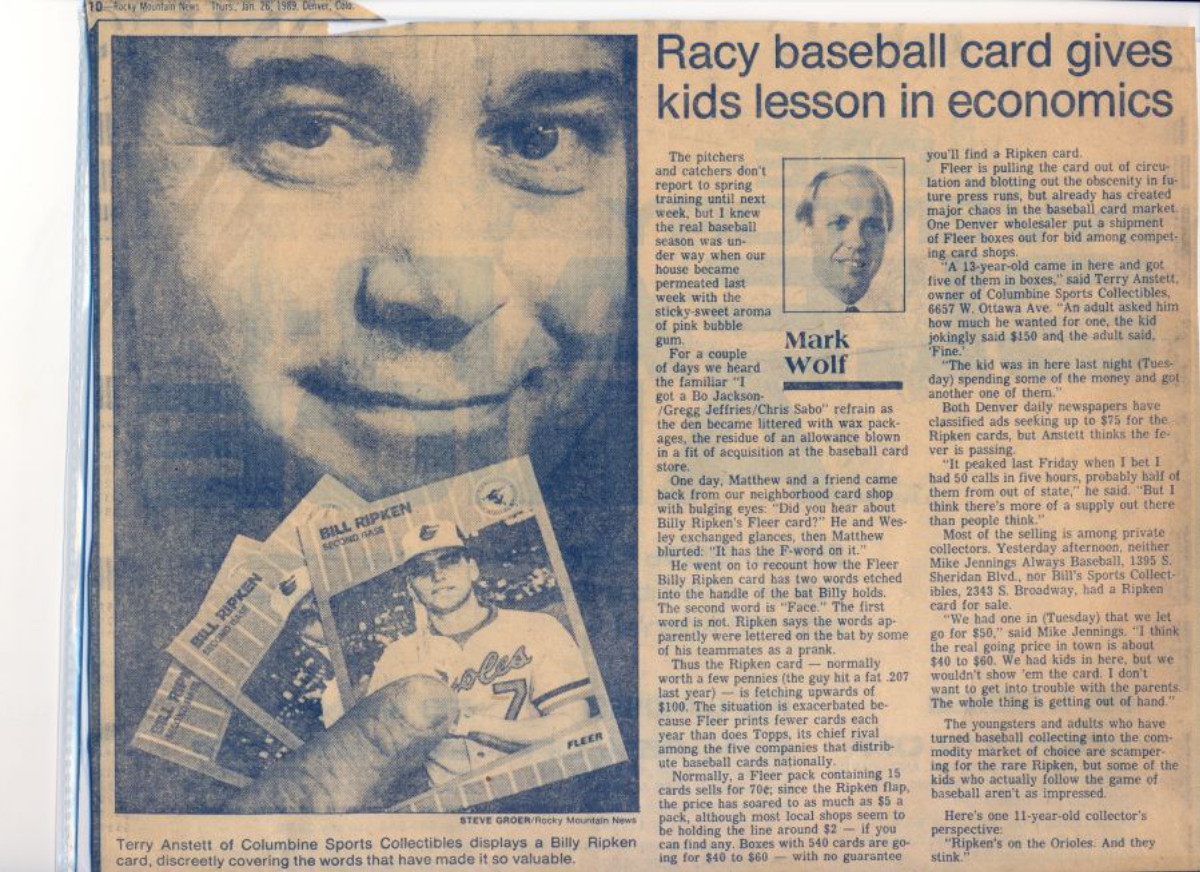 10—Rocky Mountain News Thurs., Jan. 26, 1989, Denver, Colo.
Racy baseball card gives
kids lesson in economics
BILL RIPKEN
SECOND BASE
BILL RIPKEN
SECOND BASE
BILL RIPK
Orioles
7
FLEER
STEVE GROER/Rocky Mountain News
Terry Anstett of Columbine Sports Collectibles displays a Billy Ripken
card, discreetly covering the words that have made it so valuable.
The pitchers
and catchers don't
report to spring
training until next
week, but I knew
the real baseball
season was un-
der way when our
house became
permeated last
week with the
sticky-sweet aroma
of pink bubble
gum.
For a couple
of days we heard
the familiar "I
got a Bo Jackson-
/Gregg Jeffries/Chris Sabo" refrain as
the den became littered with wax pack-
ages, the residue of an allowance blown
in a fit of acquisition at the baseball card
store.
One day, Matthew and a friend came
back from our neighborhood card shop
with bulging eyes: "Did you hear about
Billy Ripken's Fleer card?" He and Wes-
ley exchanged glances, then Matthew
blurted: "It has the F-word on it."
He went on to recount how the Fleer
Billy Ripken card has two words etched
into the handle of the bat Billy holds.
The second word is "Face." The first
word is not. Ripken says the words ap-
parently were lettered on the bat by some
of his teammates as a prank.
Thus the Ripken card — normally
worth a few pennies (the guy hit a fat .207
last year) — is fetching upwards of
$100. The situation is exacerbated be-
cause Fleer prints fewer cards each
year than does Topps, its chief rival
among the five companies that distrib-
ute baseball cards nationally.
Normally, a Fleer pack containing 15
cards sells for 70¢; since the Ripken flap,
the price has soared to as much as $5 a
pack, although most local shops seem to
be holding the line around $2 — if you
can find any. Boxes with 540 cards are go-
ing for $40 to $60 — with no guarantee
Mark
Wolf
you'll find a Ripken card.
Fleer is pulling the card out of circu-
lation and blotting out the obscenity in fu-
ture press runs, but already has created
major chaos in the baseball card market.
One Denver wholesaler put a shipment
of Fleer boxes out for bid among compet-
ing card shops.
"A 13-year-old came in here and got
five of them in boxes," said Terry Anstett,
owner of Columbine Sports Collectibles,
6657 W. Ottawa Ave. "An adult asked him
how much he wanted for one, the kid
jokingly said $150 and the adult said,
'Fine.'
"The kid was in here last night (Tues-
day) spending some of the money and got
another one of them."
Both Denver daily newspapers have
classified ads seeking up to $75 for the
Ripken cards, but Anstett thinks the fe-
ver is passing.
"It peaked last Friday when I bet I
had 50 calls in five hours, probably half of
them from out of state," he said. "But I
think there's more of a supply out there
than people think."
Most of the selling is among private
collectors. Yesterday afternoon, neither
Mike Jennings Always Baseball, 1395 S.
Sheridan Blvd., nor Bill's Sports Collect-
ibles, 2343 S. Broadway, had a Ripken
card for sale.
"We had one in (Tuesday) that we let
go for $50," said Mike Jennings. "I think
the real going price in town is about
$40 to $60. We had kids in here, but we
wouldn't show 'em the card. I don't
want to get into trouble with the parents.
The whole thing is getting out of hand."
The youngsters and adults who have
turned baseball collecting into the com-
modity market of choice are scamper-
ing for the rare Ripken, but some of the
kids who actually follow the game of
baseball aren't as impressed.
Here's one 11-year-old collector's
perspective:
"Ripken's on the Orioles. And they
stink."